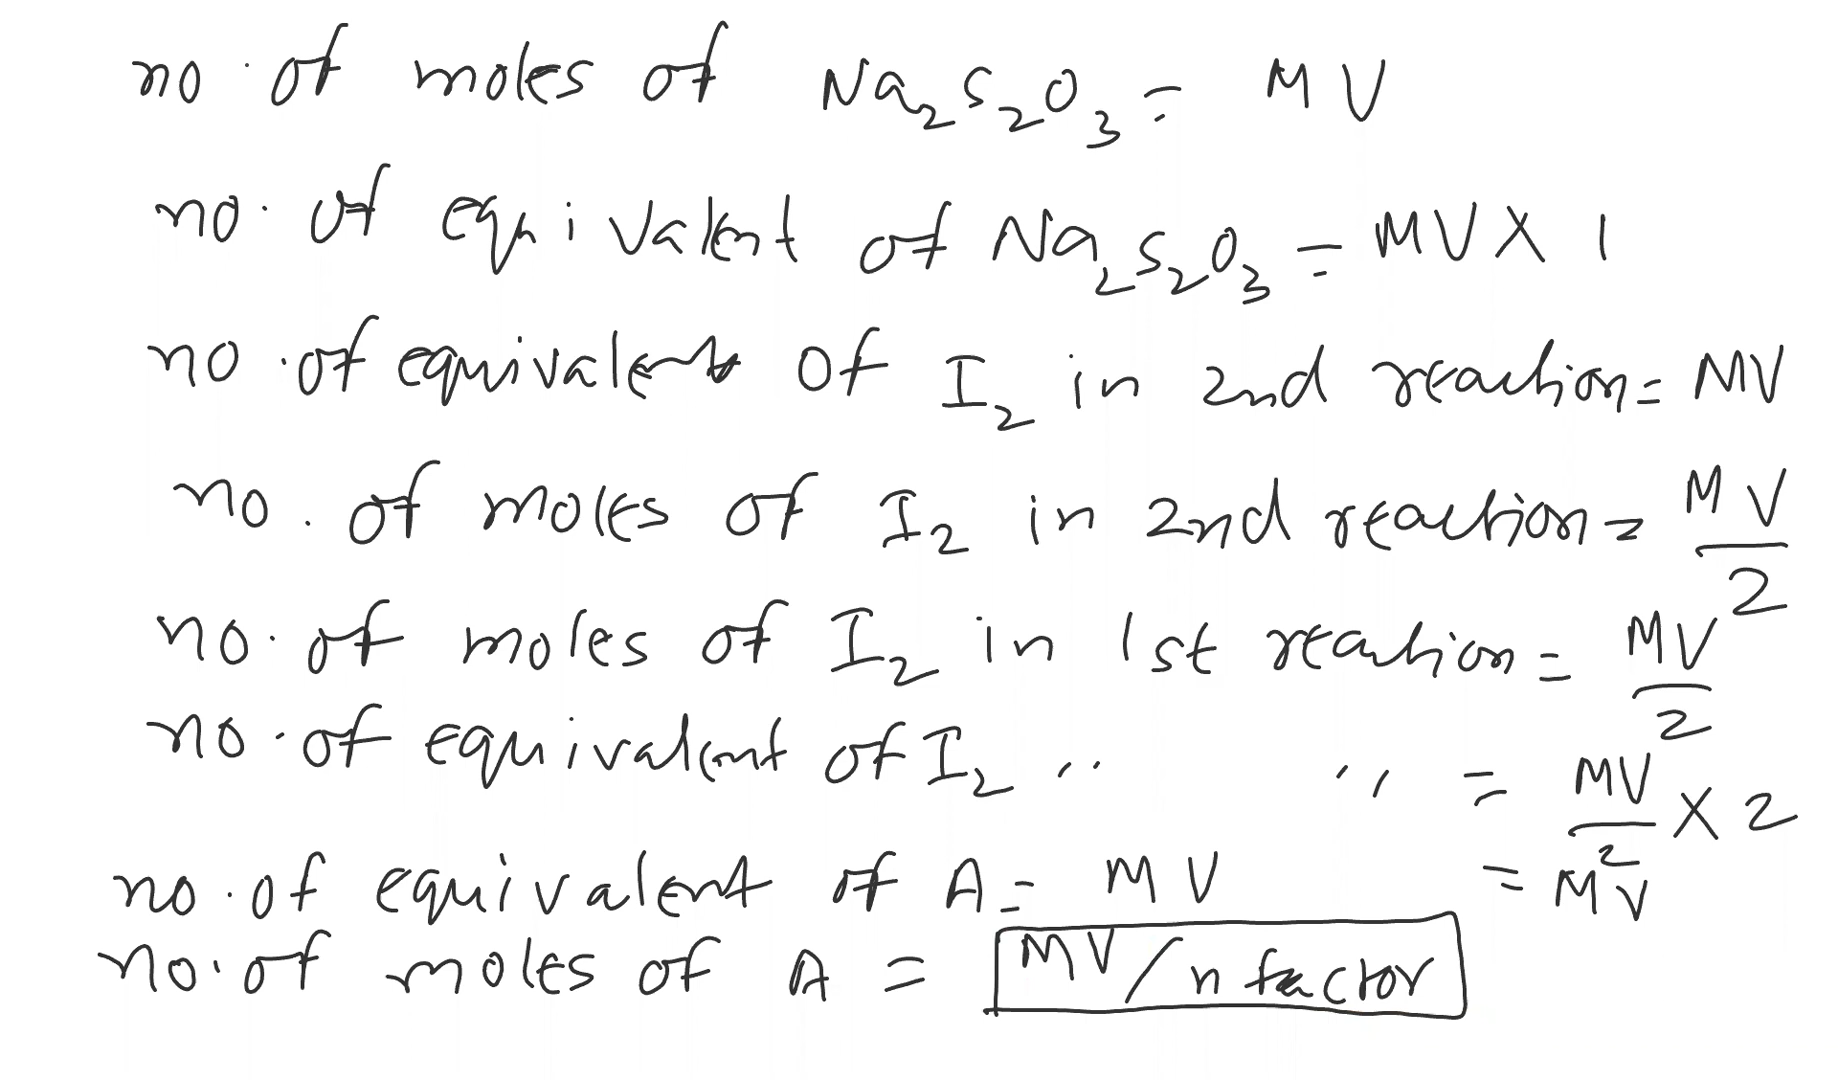 no. of moles of Na₂S₂O₃ = MV
no. of equivalent of Na₂S₂O₃ = MV X 1
no. of equivalents of I₂ in 2nd reaction = MV
no. of moles of I₂ in 2nd reaction = MV/2
no. of moles of I₂ in 1st reaction = MV/2
no. of equivalent of I₂ " " = MV/2 X 2
= MV
no. of equivalent of A = MV
no. of moles of A = MV/n factor